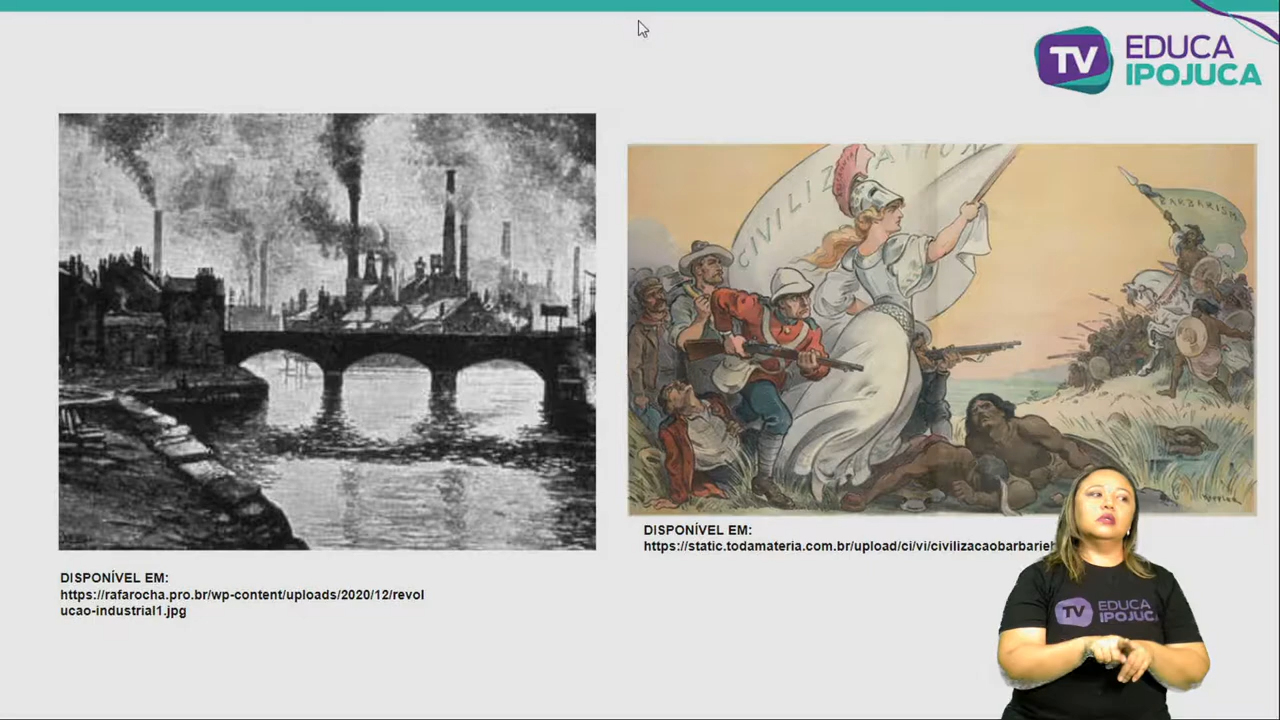 TV EDUCA
IPOJUCA
CIVILIZATION
BARBARISM
DISPONÍVEL EM:
https://static.todamateria.com.br/upload/ci/vi/civilizacaobarbarie
DISPONÍVEL EM:
https://rafarocha.pro.br/wp-content/uploads/2020/12/revol
ucao-industrial1.jpg
TV EDUCA
IPOJUCA